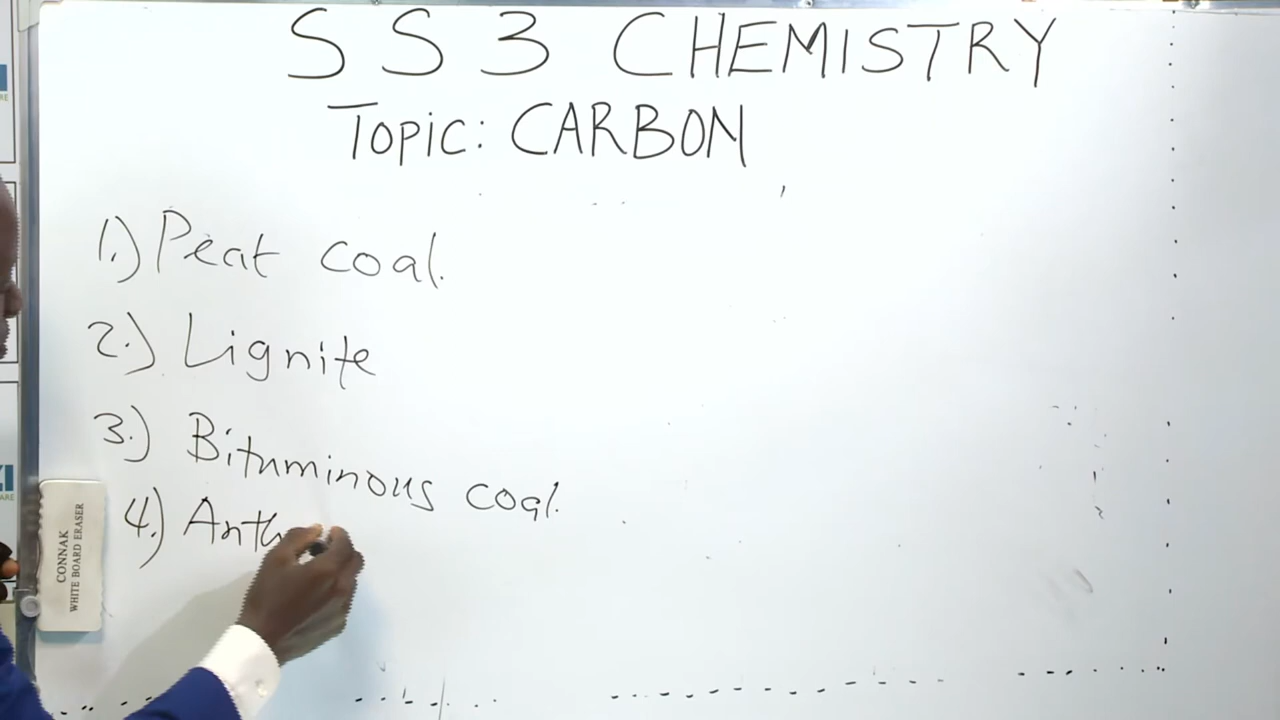 SS3 CHEMISTRY
Topic: CARBON
1.) Peat coal.
2.) Lignite
3.) Bituminous coal.
4.) Anth
CONNAK
WHITE BOARD ERASER